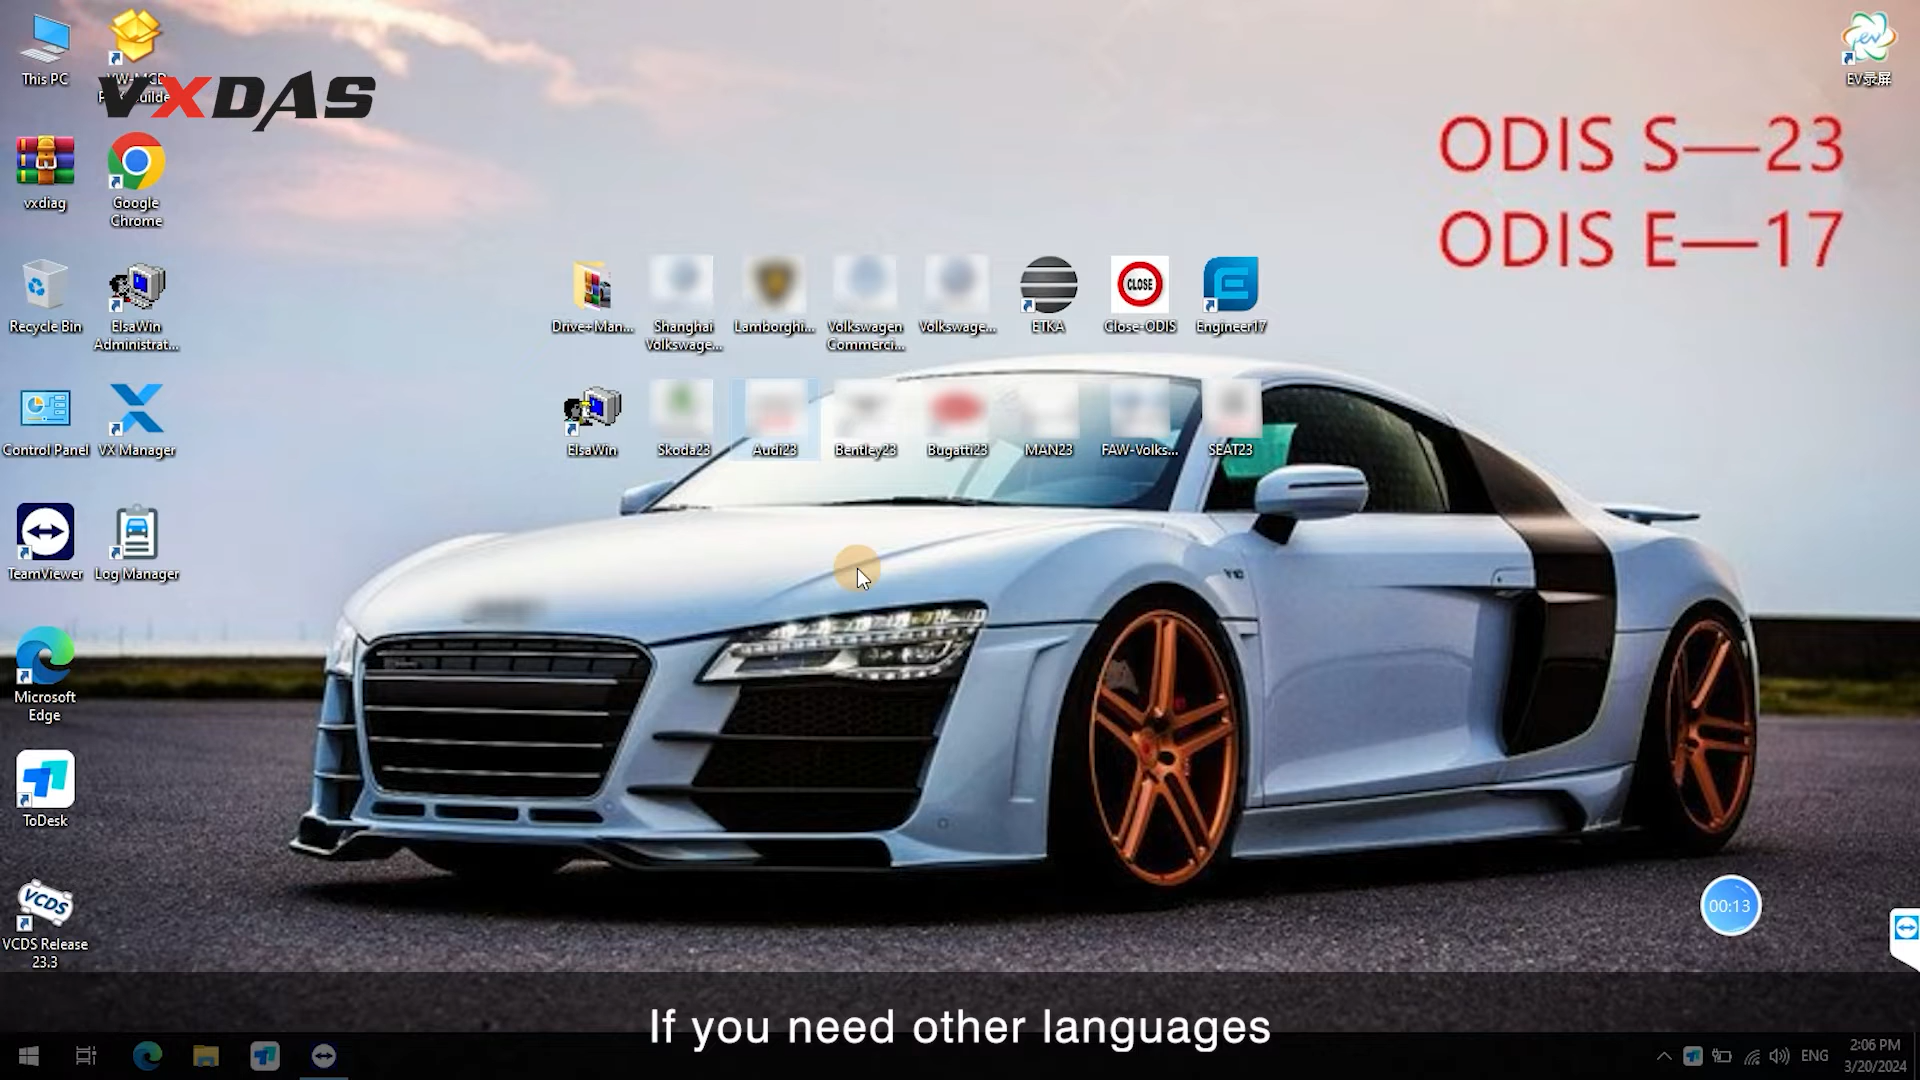 This PC
VW-MCD
VXDAS
EV录屏
ODIS S—23
ODIS E—17
vxdiag
Google
Chrome
Recycle Bin
ElsaWin
Administrat...
Drive+Man...
Shanghai
Volkswage...
Lamborghi...
Volkswagen
Commerci...
Volkswage...
ETKA
CLOSE
Close-ODIS
Engineer17
Control Panel
VX Manager
ElsaWin
Skoda23
Audi23
Bentley23
Bugatti23
MAN23
FAW-Volks...
SEAT23
TeamViewer
Log Manager
V10
Microsoft
Edge
ToDesk
VCDS
VCDS Release
23.3
00:13
If you need other languages
ENG
2:06 PM
3/20/2024